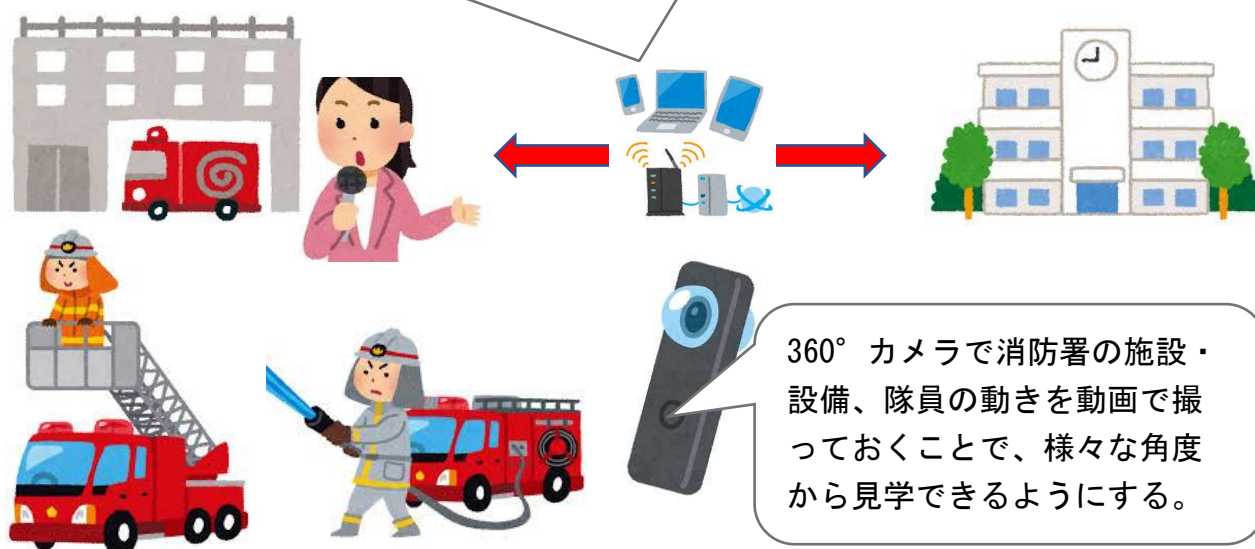 360°カメラで消防署の施設・
設備、隊員の動きを動画で撮
っておくことで、様々な角度
から見学できるようにする。